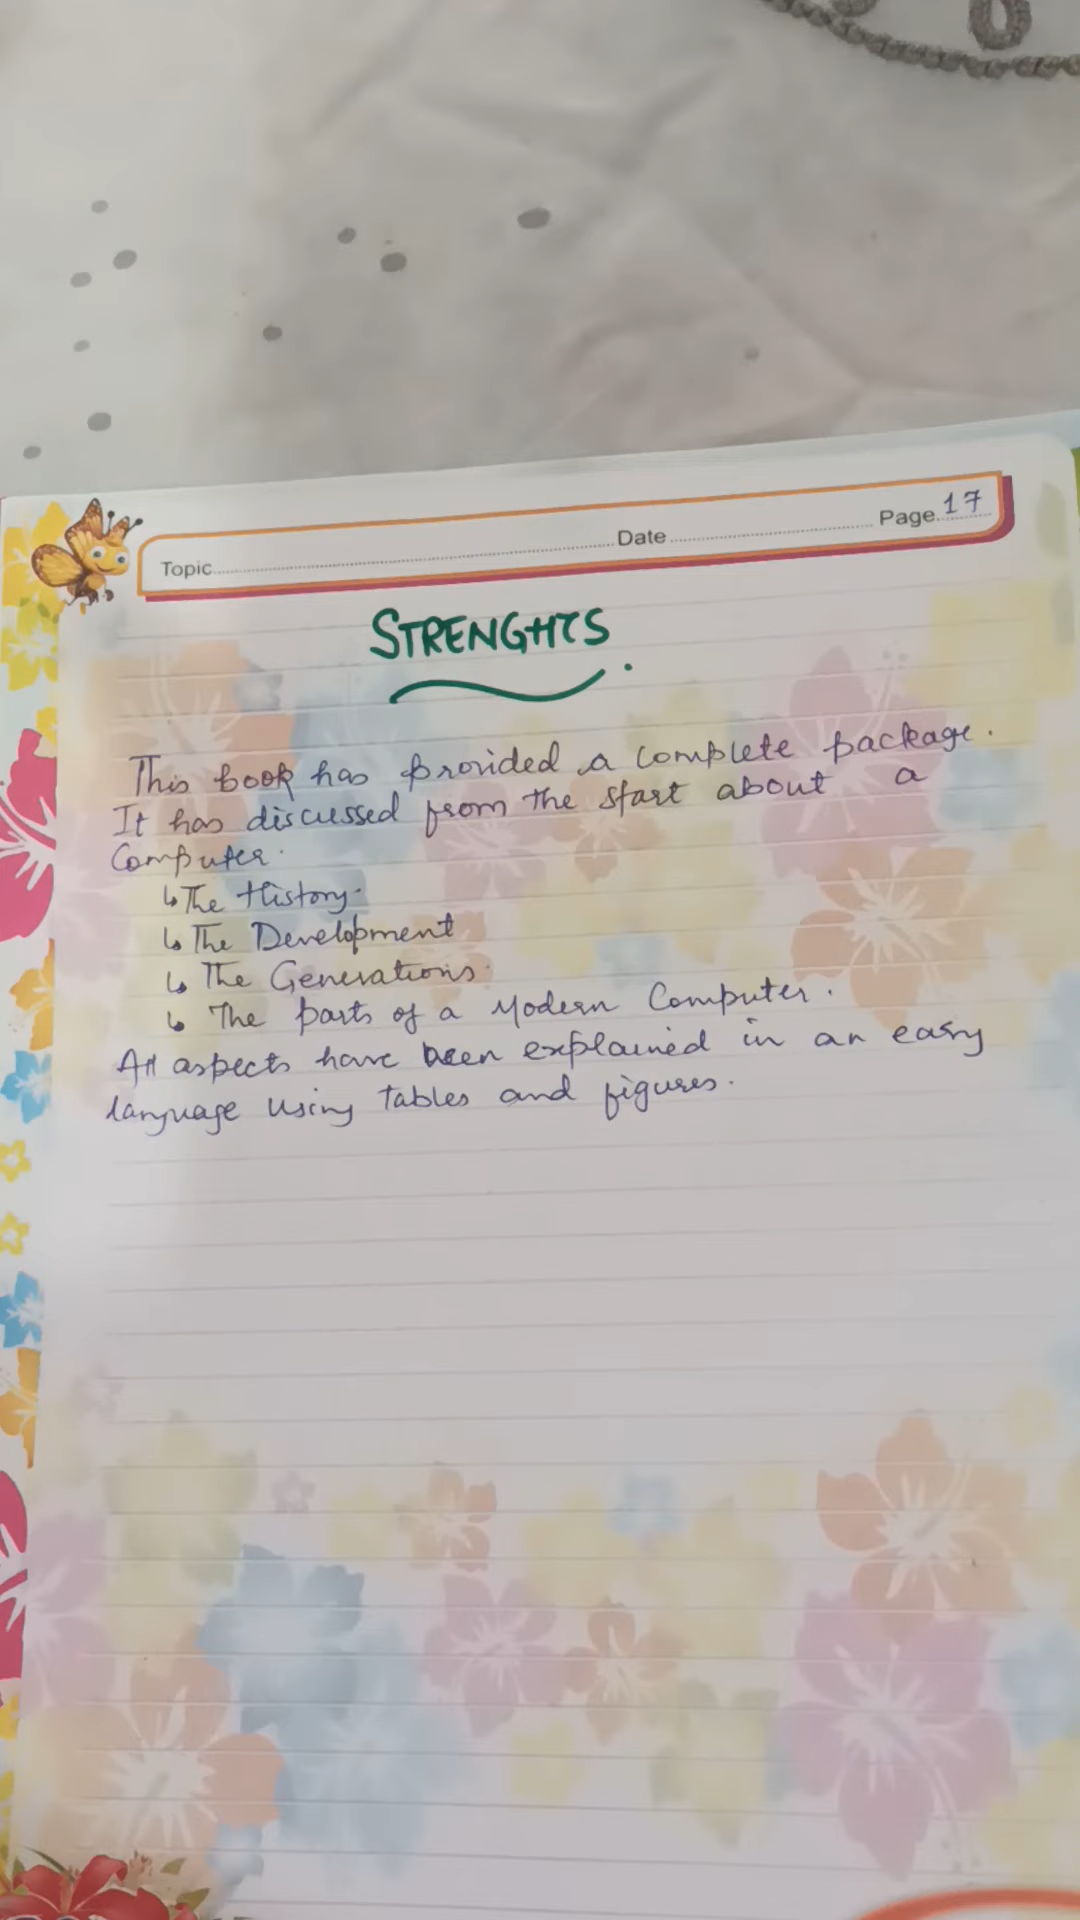 Topic Date Page 17
STRENGHTS
This book has provided a complete package.
It has discussed from the start about a
Computer.
↳ The History.
↳ The Development
↳ The Generations.
↳ The parts of a Modern Computer.
All aspects have been explained in an easy
language using tables and figures.